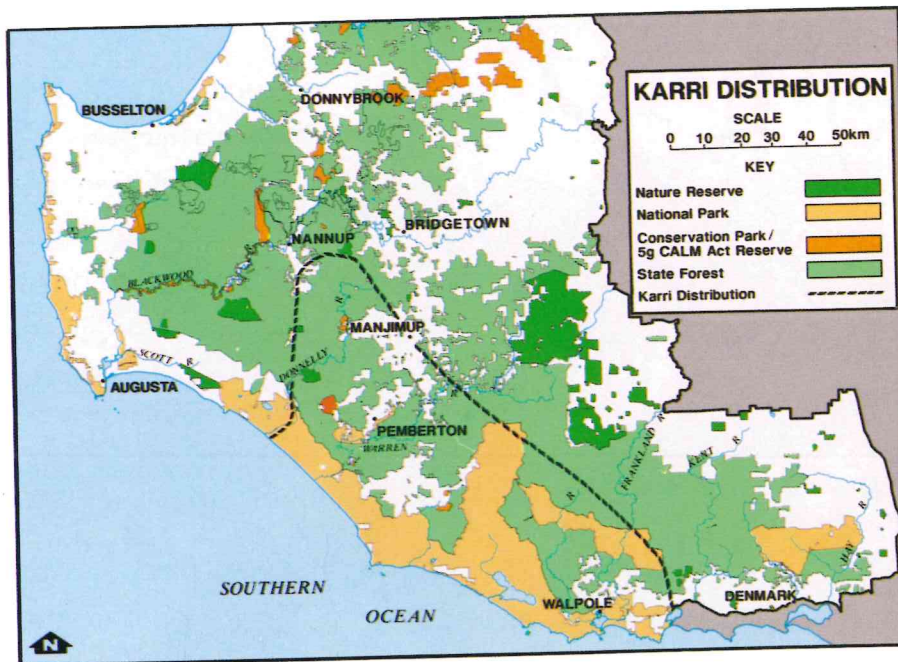 KARRI DISTRIBUTION
SCALE
0 10 20 30 40 50km
KEY
Nature Reserve
National Park
Conservation Park /
5g CALM Act Reserve
State Forest
Karri Distribution
BUSSELTON
DONNYBROOK
BRIDGETOWN
NANNUP
R
BLACKWOOD
R
MANJIMUP
SCOTT R
DONNELLY
AUGUSTA
R
PEMBERTON
WARREN
FRANKLAND R
KENT R
R
HAY R
SOUTHERN
OCEAN
WALPOLE
DENMARK
N